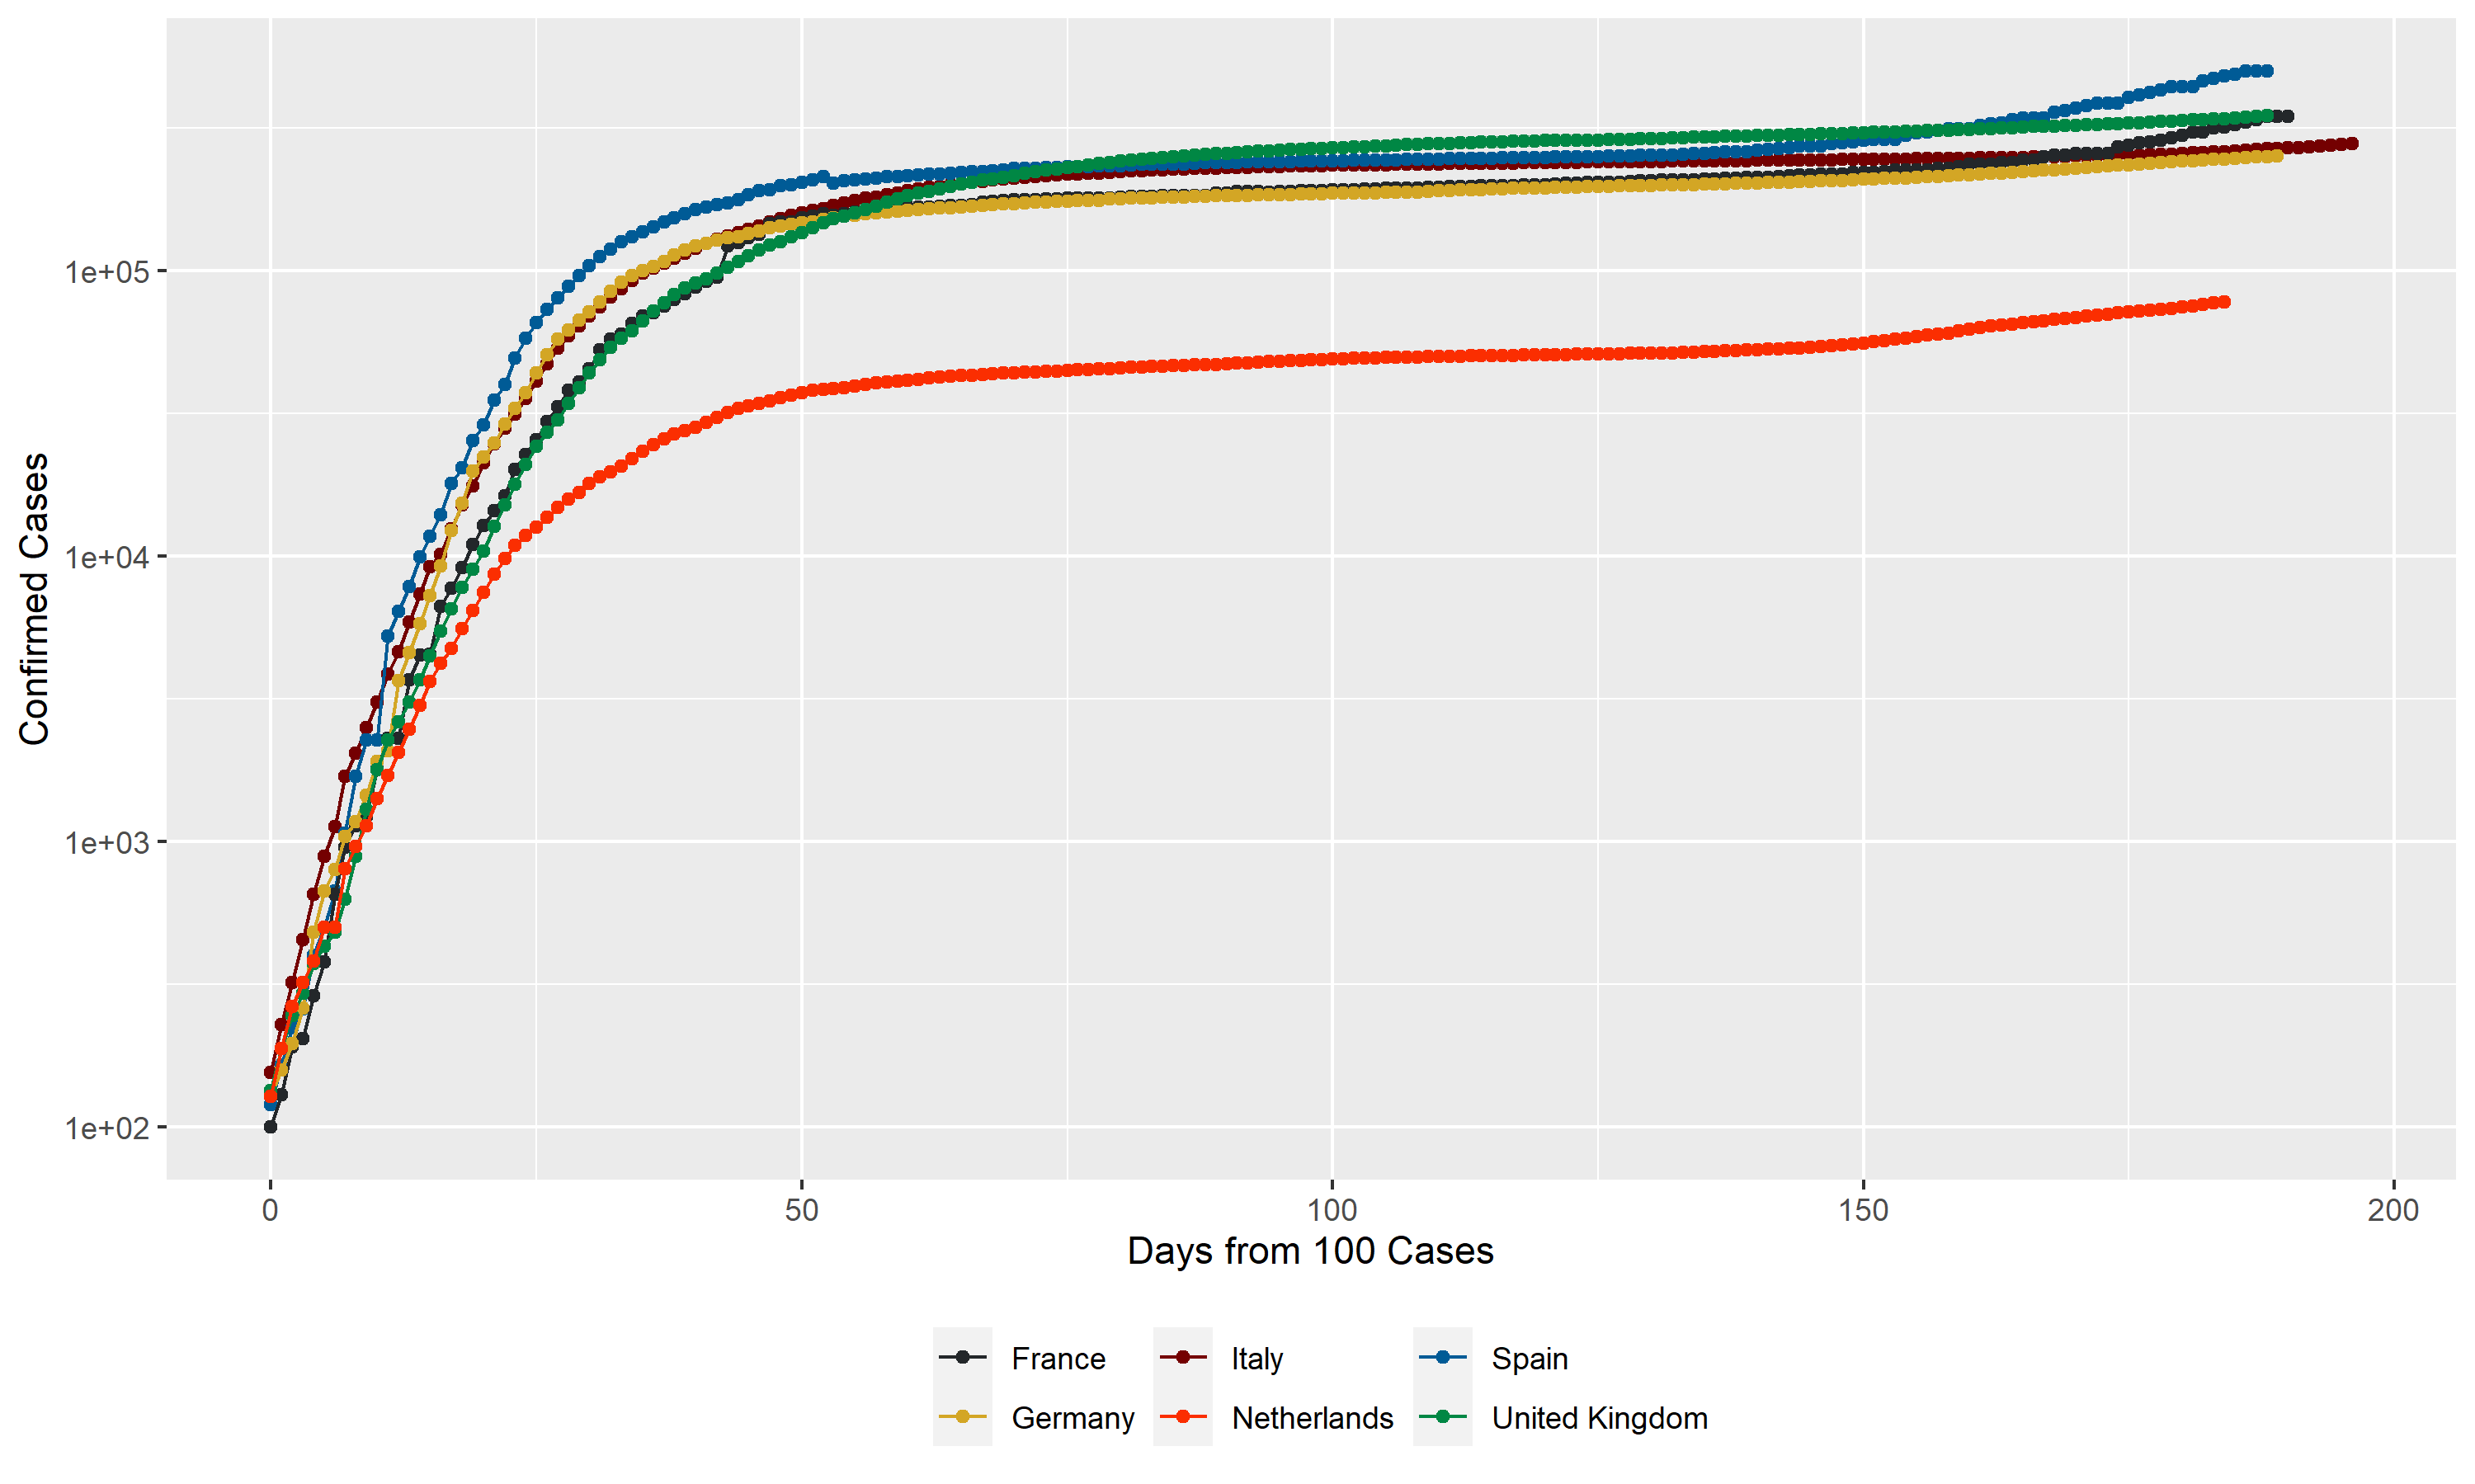 Confirmed Cases
1e+05
1e+04
1e+03
1e+02
0 50 100 150 200
Days from 100 Cases
France Italy Spain
Germany Netherlands United Kingdom